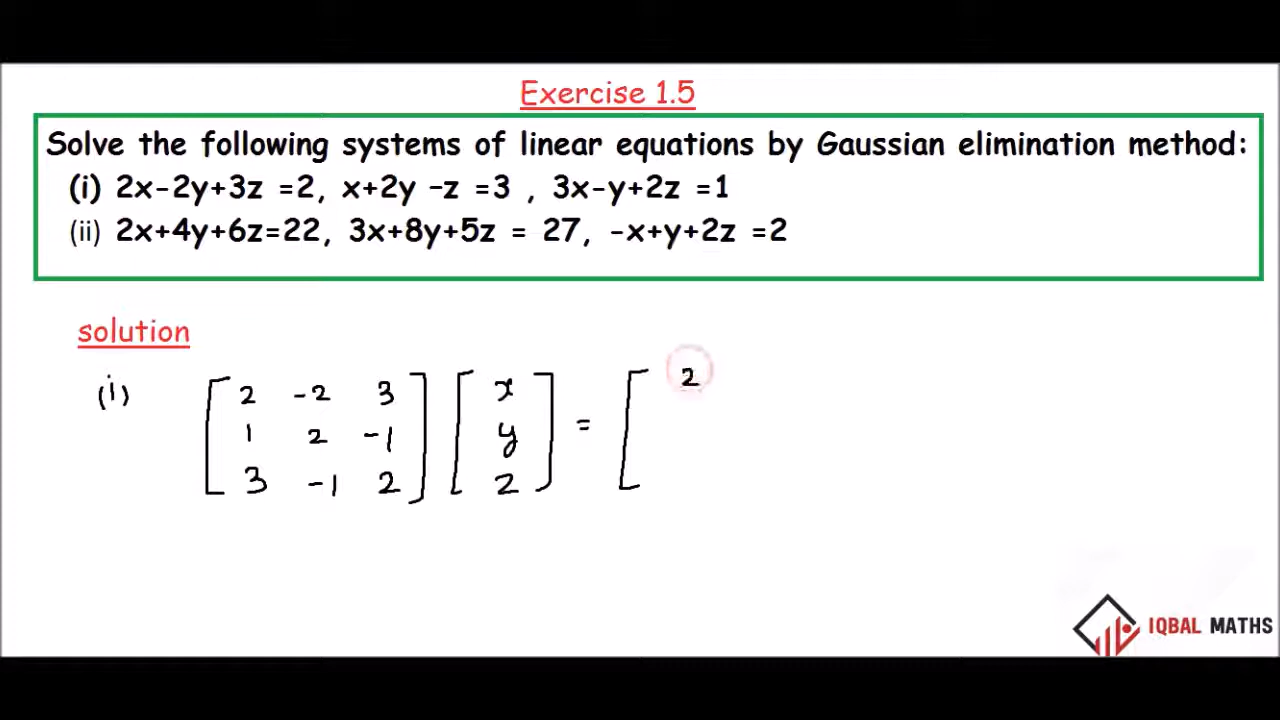 Exercise 1.5
Solve the following systems of linear equations by Gaussian elimination method:
(i) 2x-2y+3z =2, x+2y -z =3 , 3x-y+2z =1
(ii) 2x+4y+6z=22, 3x+8y+5z = 27, -x+y+2z =2
solution
(i) [ 2 -2 3 ] [ x ] = [ 2
1 2 -1 y
3 -1 2 z
IQBAL MATHS